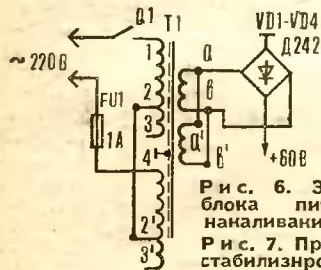 Q1
T1
VD1-VD4
Д242
~220В
FU1
1А
1
2
3
4
2'
3'
а
в
а'
в'
+60В
Рис. 6. З
блока пи
накаливани
Рис. 7. Пр
стабилизиро